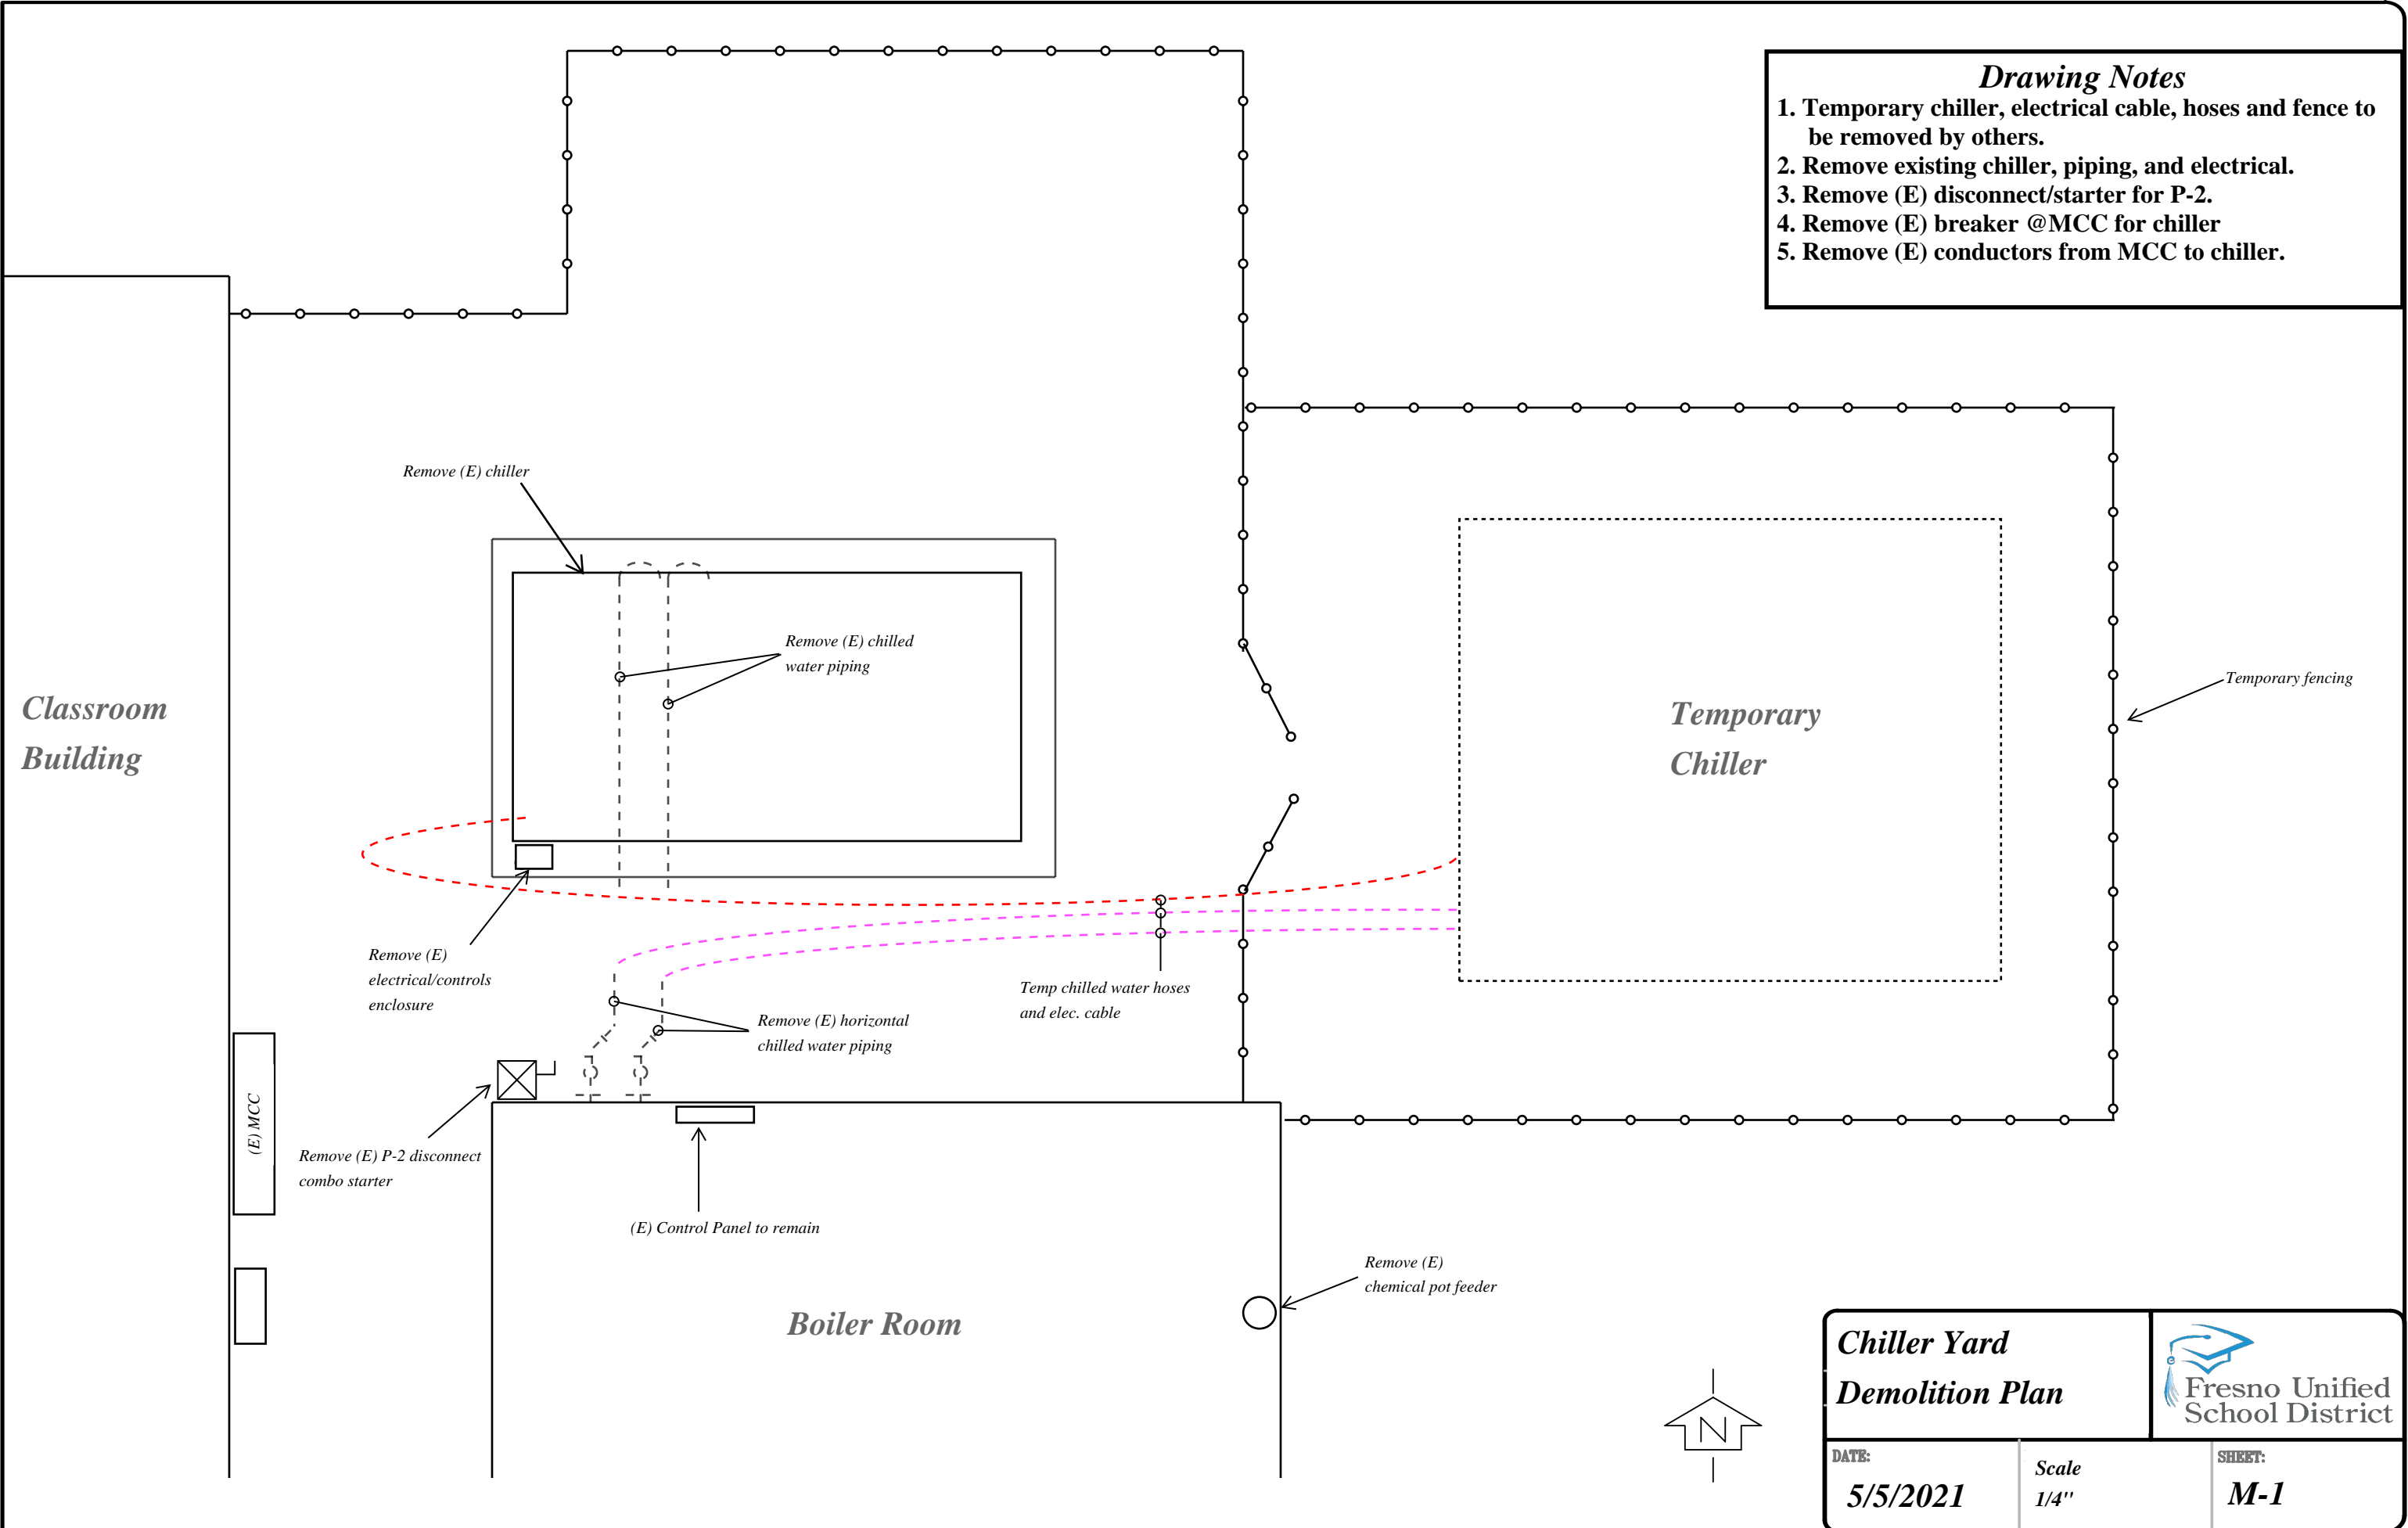 Drawing Notes
1. Temporary chiller, electrical cable, hoses and fence to
be removed by others.
2. Remove existing chiller, piping, and electrical.
3. Remove (E) disconnect/starter for P-2.
4. Remove (E) breaker @MCC for chiller
5. Remove (E) conductors from MCC to chiller.
Remove (E) chiller
Remove (E) chilled
water piping
Classroom
Building
Temporary
Chiller
Temporary fencing
Remove (E)
electrical/controls
enclosure
Temp chilled water hoses
and elec. cable
Remove (E) horizontal
chilled water piping
(E) MCC
Remove (E) P-2 disconnect
combo starter
(E) Control Panel to remain
Remove (E)
chemical pot feeder
Boiler Room
N
Chiller Yard
Demolition Plan
Fresno Unified
School District
DATE:
5/5/2021
Scale
1/4"
SHEET:
M-1